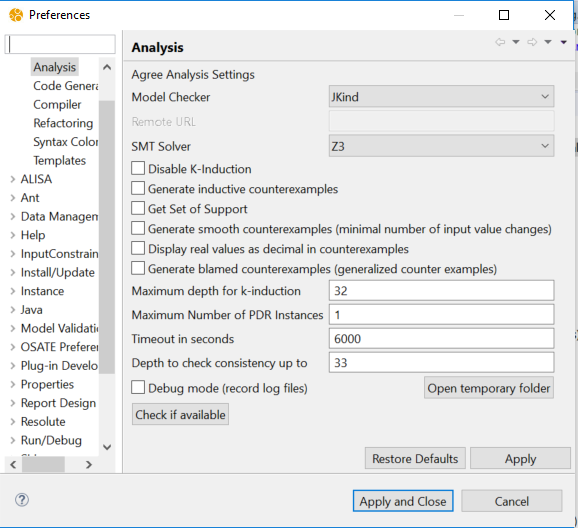 Preferences
Analysis
Code Genera
Compiler
Refactoring
Syntax Color
Templates
ALISA
Ant
Data Managem
Help
InputConstrain
Install/Update
Instance
Java
Model Validatic
OSATE Preferer
Plug-in Develo
Properties
Report Design
Resolute
Run/Debug
Analysis
Agree Analysis Settings
Model Checker JKind
Remote URL
SMT Solver Z3
Disable K-Induction
Generate inductive counterexamples
Get Set of Support
Generate smooth counterexamples (minimal number of input value changes)
Display real values as decimal in counterexamples
Generate blamed counterexamples (generalized counter examples)
Maximum depth for k-induction 32
Maximum Number of PDR Instances 1
Timeout in seconds 6000
Depth to check consistency up to 33
Debug mode (record log files) Open temporary folder
Check if available
Restore Defaults Apply
Apply and Close Cancel